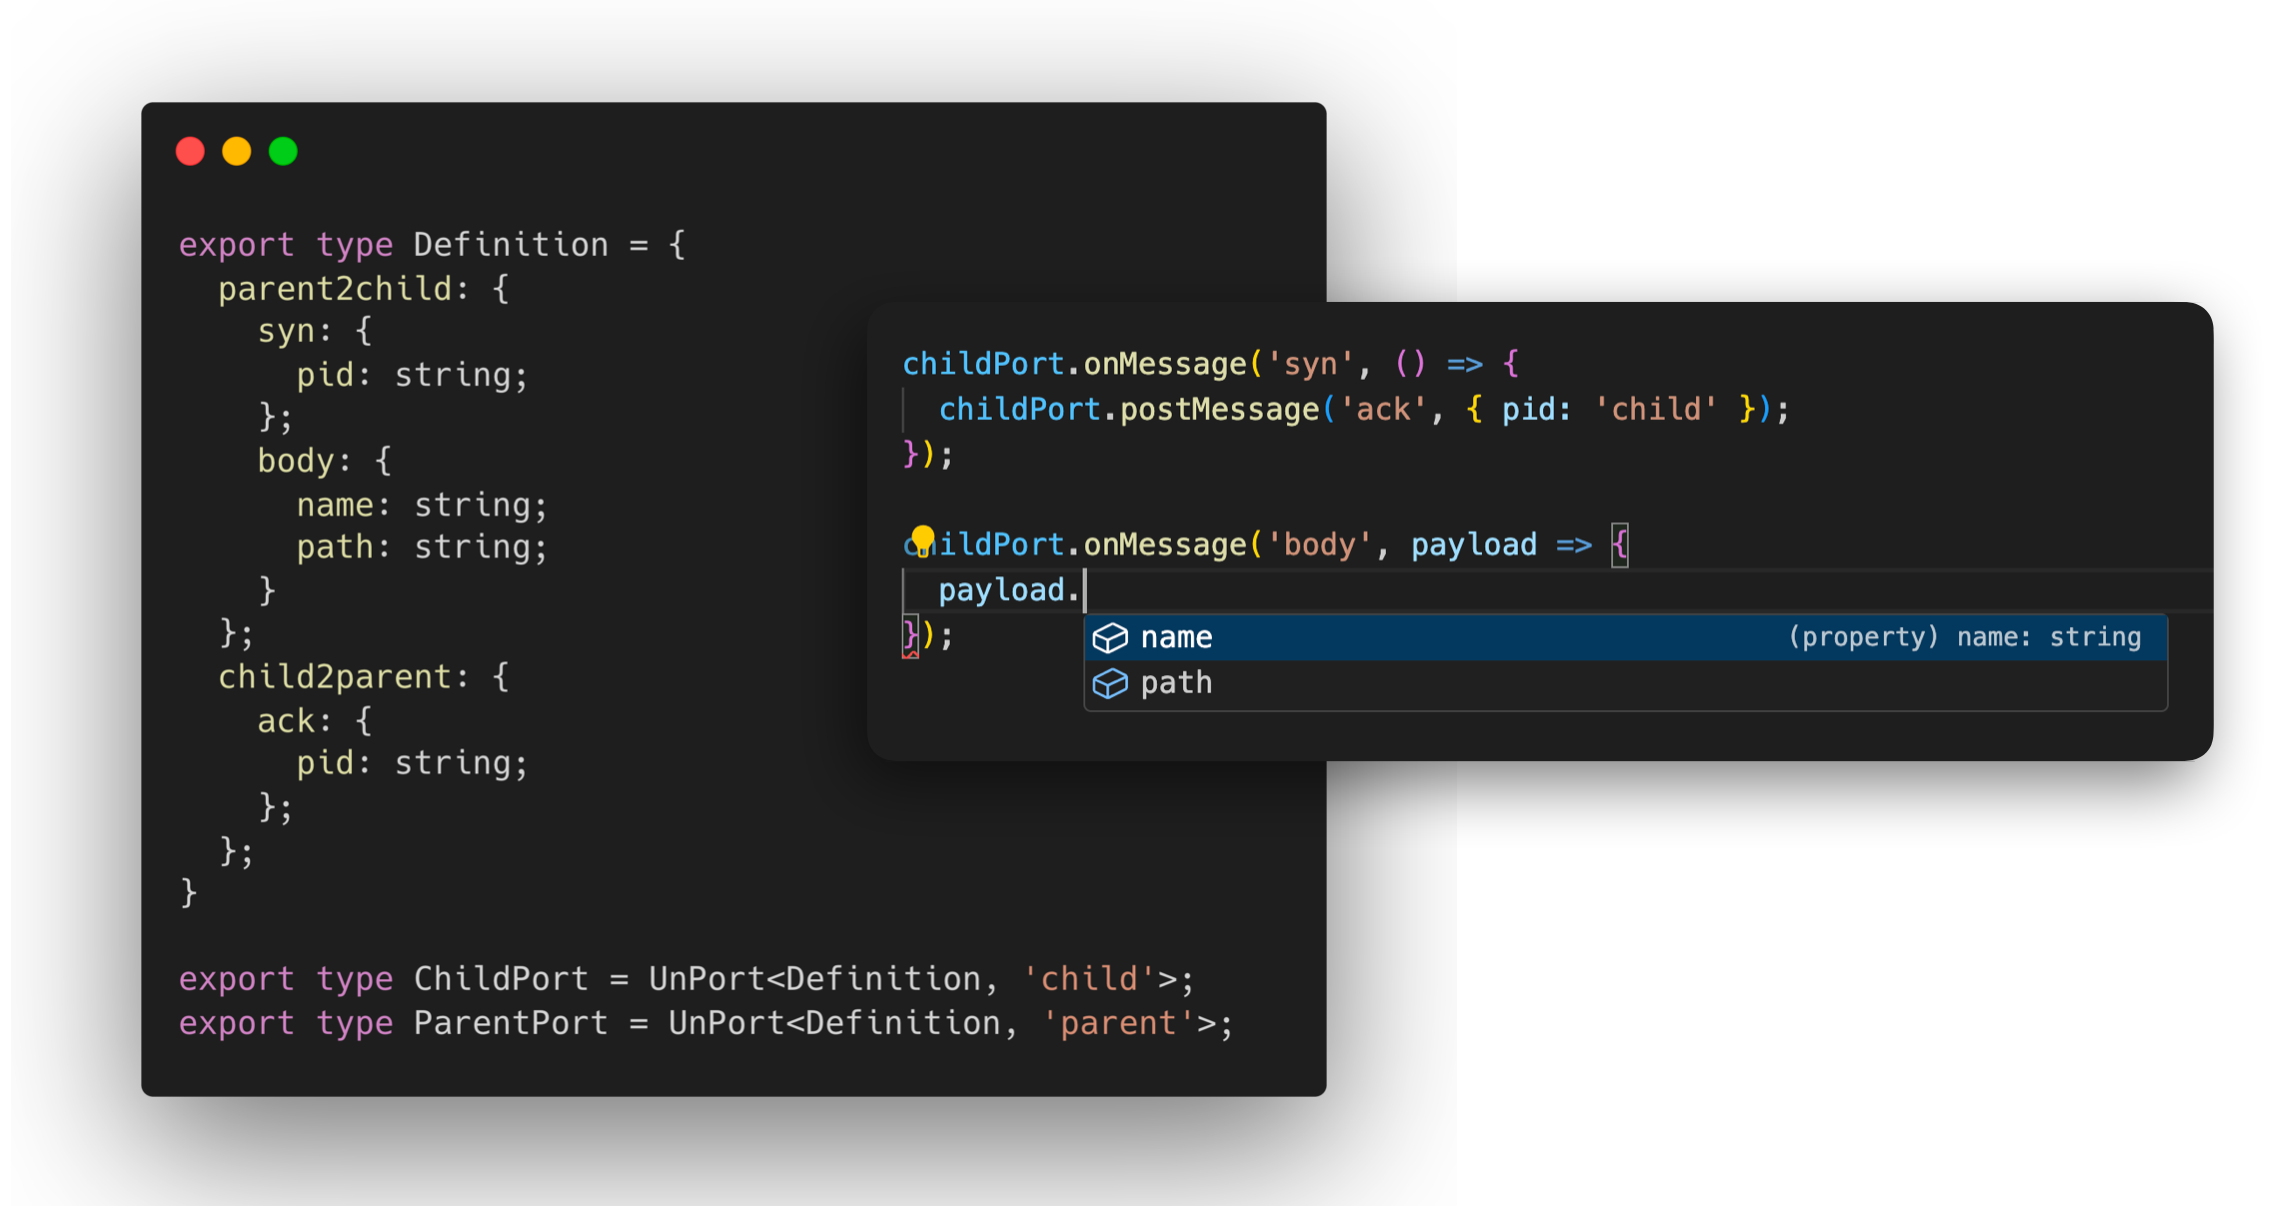 export type Definition = {
  parent2child: {
    syn: {
      pid: string;
    };
    body: {
      name: string;
      path: string;
    }
  };
  child2parent: {
    ack: {
      pid: string;
    };
  };
}
export type ChildPort = UnPort<Definition, 'child'>;
export type ParentPort = UnPort<Definition, 'parent'>;
childPort.onMessage('syn', () => {
  childPort.postMessage('ack', { pid: 'child' });
});
childPort.onMessage('body', payload => {
  payload.
});
name (property) name: string
path